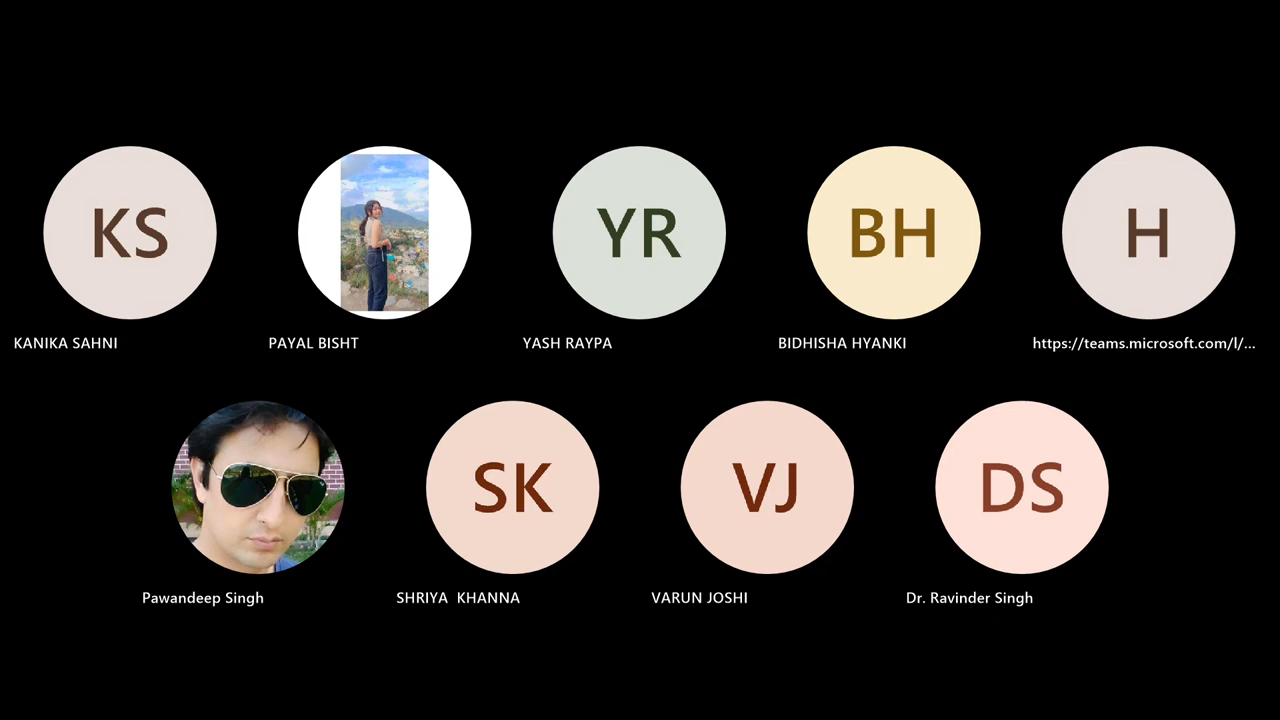 KS
YR
BH
H
KANIKA SAHNI
PAYAL BISHT
YASH RAYPA
BIDHISHA HYANKI
https://teams.microsoft.com/l/...
SK
VJ
DS
Pawandeep Singh
SHRIYA  KHANNA
VARUN JOSHI
Dr. Ravinder Singh